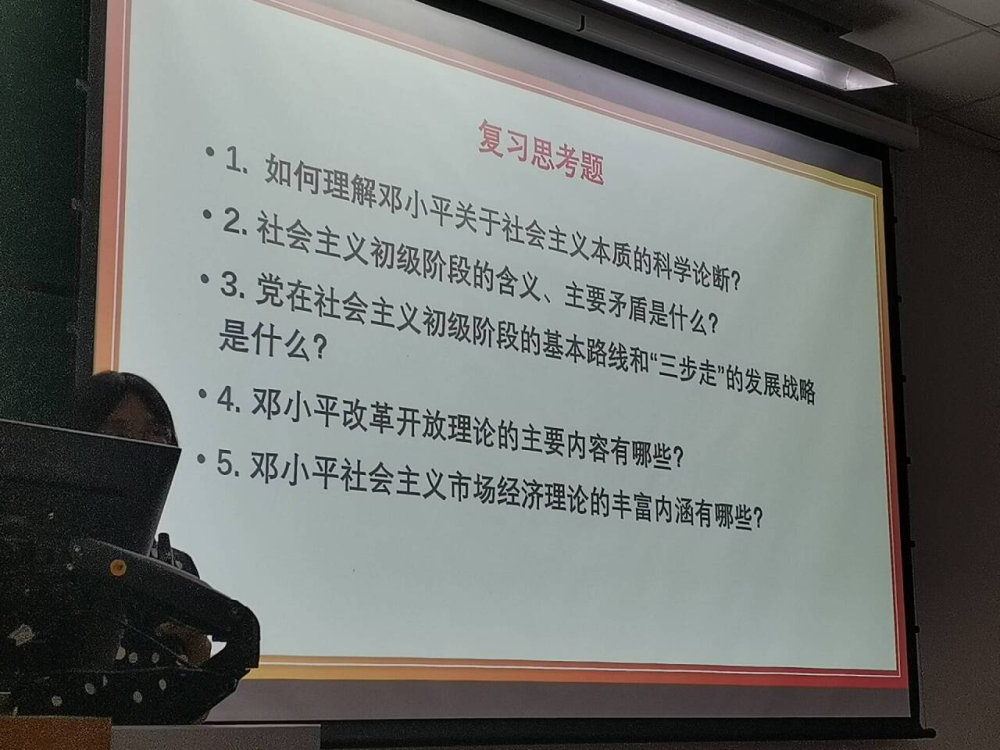 复习思考题
• 1. 如何理解邓小平关于社会主义本质的科学论断?
• 2. 社会主义初级阶段的含义、主要矛盾是什么?
• 3. 党在社会主义初级阶段的基本路线和“三步走”的发展战略
是什么?
• 4. 邓小平改革开放理论的主要内容有哪些?
• 5. 邓小平社会主义市场经济理论的丰富内涵有哪些?